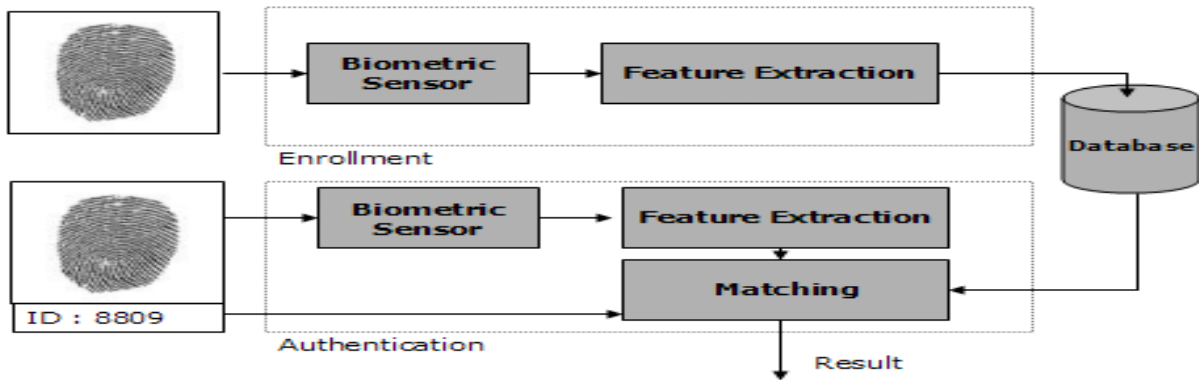 Biometric
Sensor
Feature Extraction
Database
Enrollment
Biometric
Sensor
Feature Extraction
Matching
ID : 8809
Authentication
Result